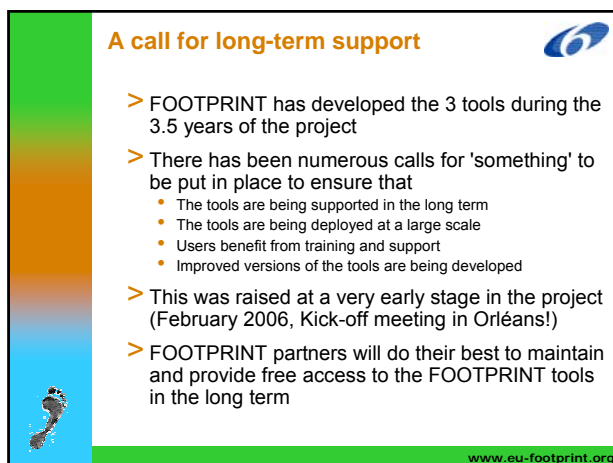 A call for long-term support
6
> FOOTPRINT has developed the 3 tools during the
3.5 years of the project
> There has been numerous calls for 'something' to
be put in place to ensure that
• The tools are being supported in the long term
• The tools are being deployed at a large scale
• Users benefit from training and support
• Improved versions of the tools are being developed
> This was raised at a very early stage in the project
(February 2006, Kick-off meeting in Orléans!)
> FOOTPRINT partners will do their best to maintain
and provide free access to the FOOTPRINT tools
in the long term
www.eu-footprint.org